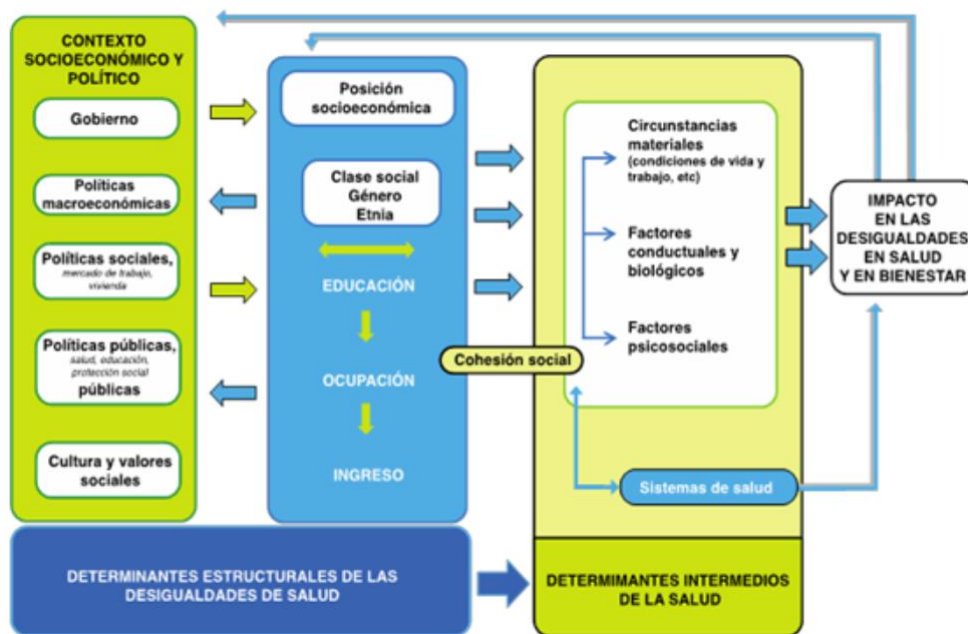 CONTEXTO
SOCIOECONÓMICO Y
POLÍTICO
Gobierno
Políticas
macroeconómicas
Políticas sociales,
mercado de trabajo,
vivienda
Políticas públicas,
salud, educación,
protección social
públicas
Cultura y valores
sociales
Posición
socioeconómica
Clase social
Género
Etnia
EDUCACIÓN
OCUPACIÓN
INGRESO
Cohesión social
Circunstancias
materiales
(condiciones de vida y
trabajo, etc)
Factores
conductuales y
biológicos
Factores
psicosociales
Sistemas de salud
IMPACTO
EN LAS
DESIGUALDADES
EN SALUD
Y EN BIENESTAR
DETERMINANTES ESTRUCTURALES DE LAS
DESIGUALDADES DE SALUD
DETERMIMANTES INTERMEDIOS
DE LA SALUD